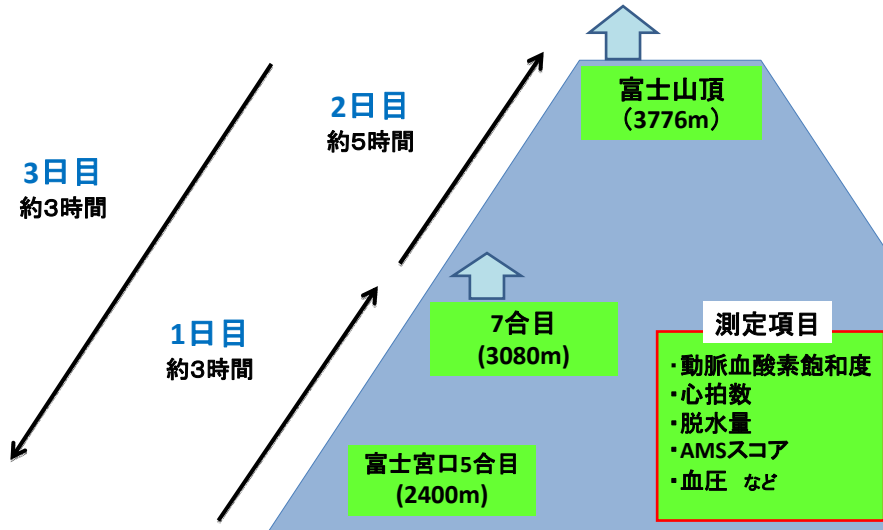 富士山頂
（3776m）
2日目
約5時間
3日目
約3時間
7合目
(3080m)
1日目
約3時間
富士宮口5合目
(2400m)
測定項目
・動脈血酸素飽和度
・心拍数
・脱水量
・AMSスコア
・血圧 など